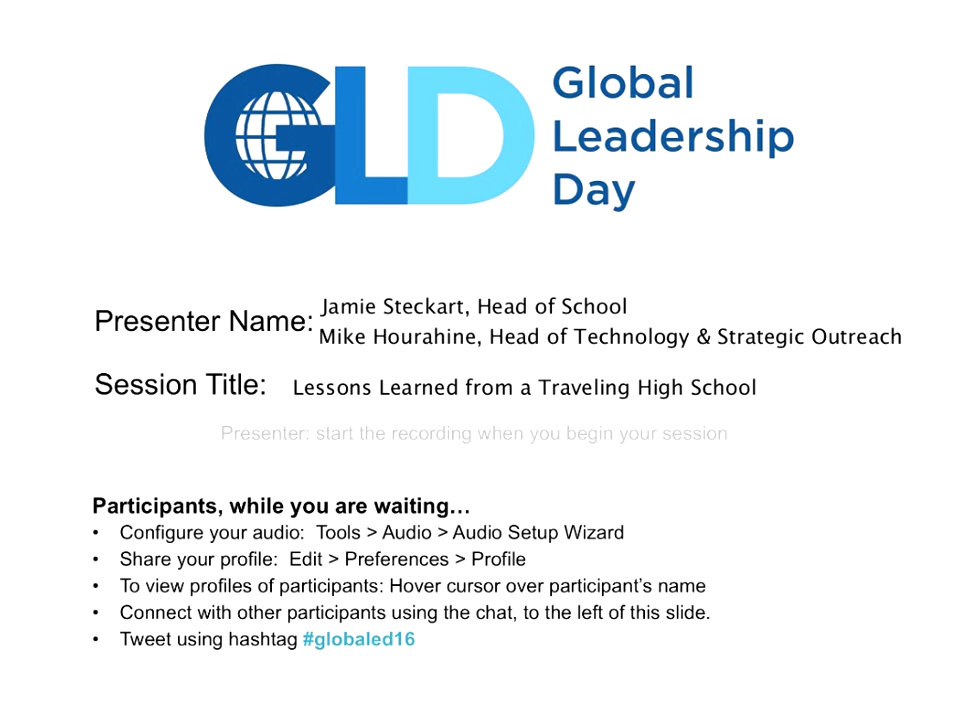 GLD
Global
Leadership
Day
Presenter Name:
Jamie Steckart, Head of School
Mike Hourahine, Head of Technology & Strategic Outreach
Session Title: Lessons Learned from a Traveling High School
Presenter: start the recording when you begin your session
Participants, while you are waiting…
• Configure your audio: Tools > Audio > Audio Setup Wizard
• Share your profile: Edit > Preferences > Profile
• To view profiles of participants: Hover cursor over participant’s name
• Connect with other participants using the chat, to the left of this slide.
• Tweet using hashtag #globaled16